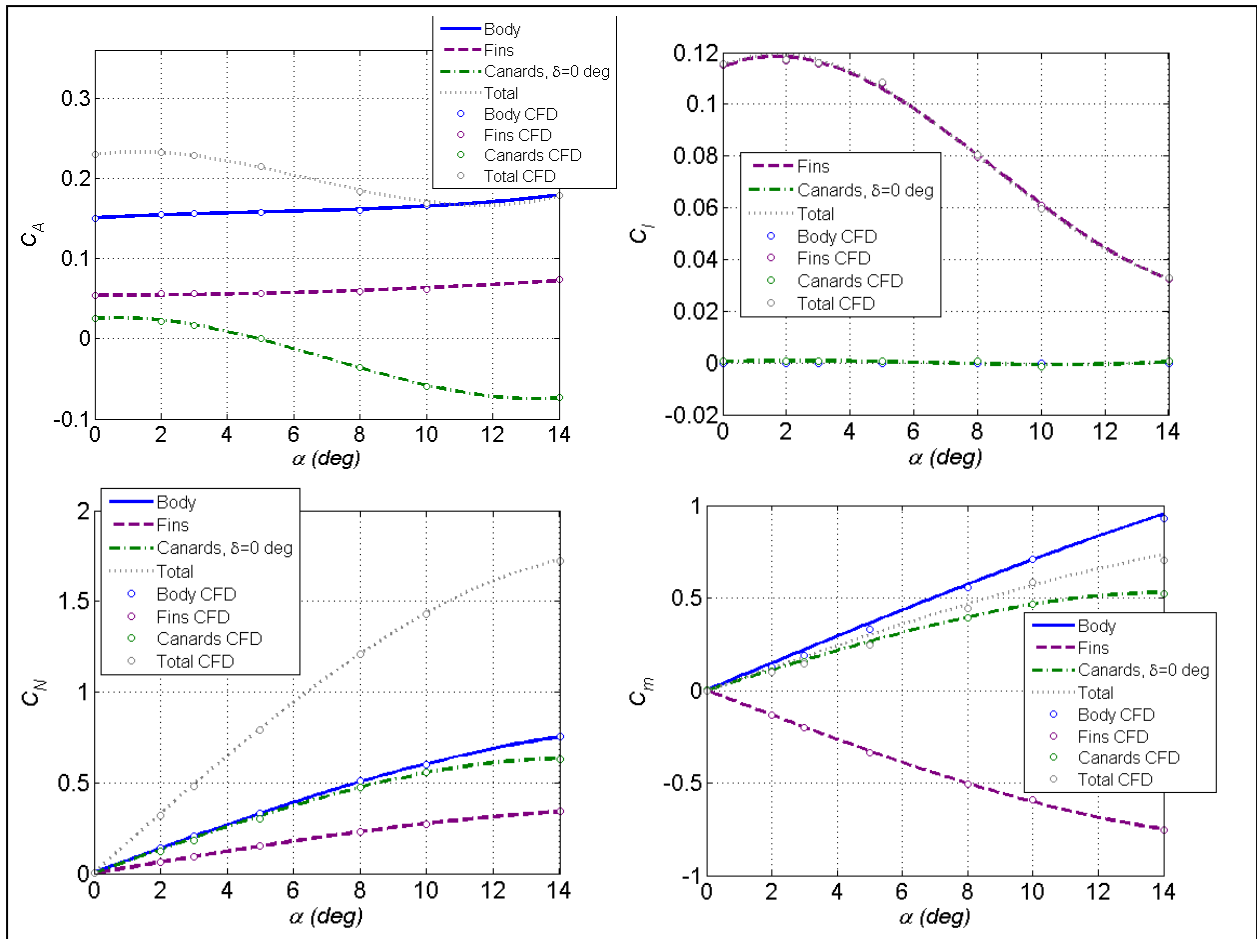 Body
Fins
Canards, δ=0 deg
Total
Body CFD
Fins CFD
Canards CFD
Total CFD
0.3
0.2
0.1
0
-0.1
C_A
0 2 4 6 8 10 12 14
α (deg)
0.12
0.1
0.08
0.06
0.04
0.02
0
-0.02
C_l
Fins
Canards, δ=0 deg
Total
Body CFD
Fins CFD
Canards CFD
Total CFD
0 2 4 6 8 10 12 14
α (deg)
Body
Fins
Canards, δ=0 deg
Total
Body CFD
Fins CFD
Canards CFD
Total CFD
2
1.5
1
0.5
0
C_N
0 2 4 6 8 10 12 14
α (deg)
1
0.5
0
-0.5
-1
C_m
Body
Fins
Canards, δ=0 deg
Total
Body CFD
Fins CFD
Canards CFD
Total CFD
0 2 4 6 8 10 12 14
α (deg)